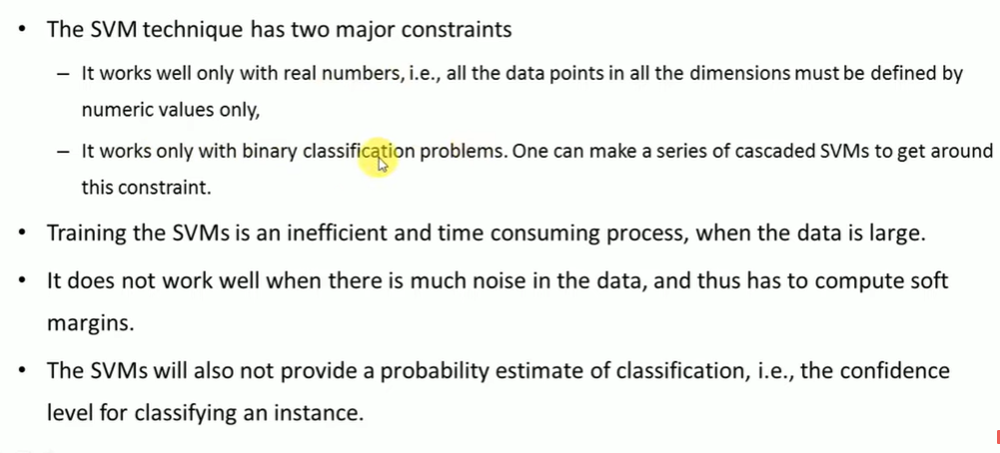 • The SVM technique has two major constraints
– It works well only with real numbers, i.e., all the data points in all the dimensions must be defined by
numeric values only,
– It works only with binary classification problems. One can make a series of cascaded SVMs to get around
this constraint.
• Training the SVMs is an inefficient and time consuming process, when the data is large.
• It does not work well when there is much noise in the data, and thus has to compute soft
margins.
• The SVMs will also not provide a probability estimate of classification, i.e., the confidence
level for classifying an instance.